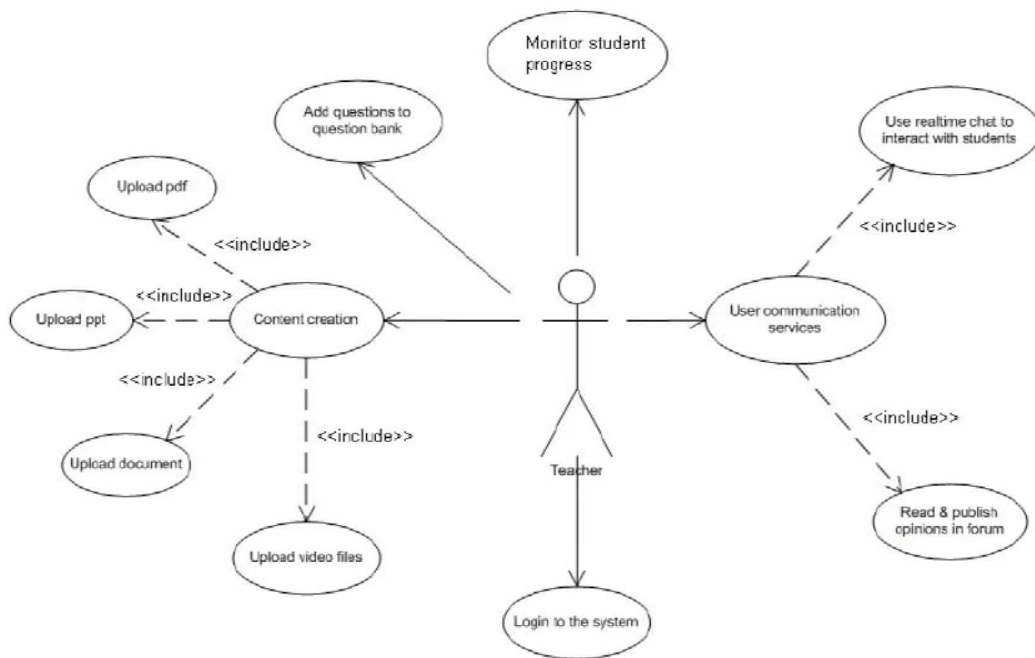 Monitor student
progress
Add questions to
question bank
Use realtime chat to
interact with students
Upload pdf
<<include>>
<<include>>
<<include>>
Upload ppt
Content creation
User communication
services
<<include>>
<<include>>
<<include>>
Upload document
Teacher
Read & publish
opinions in forum
Upload video files
Login to the system